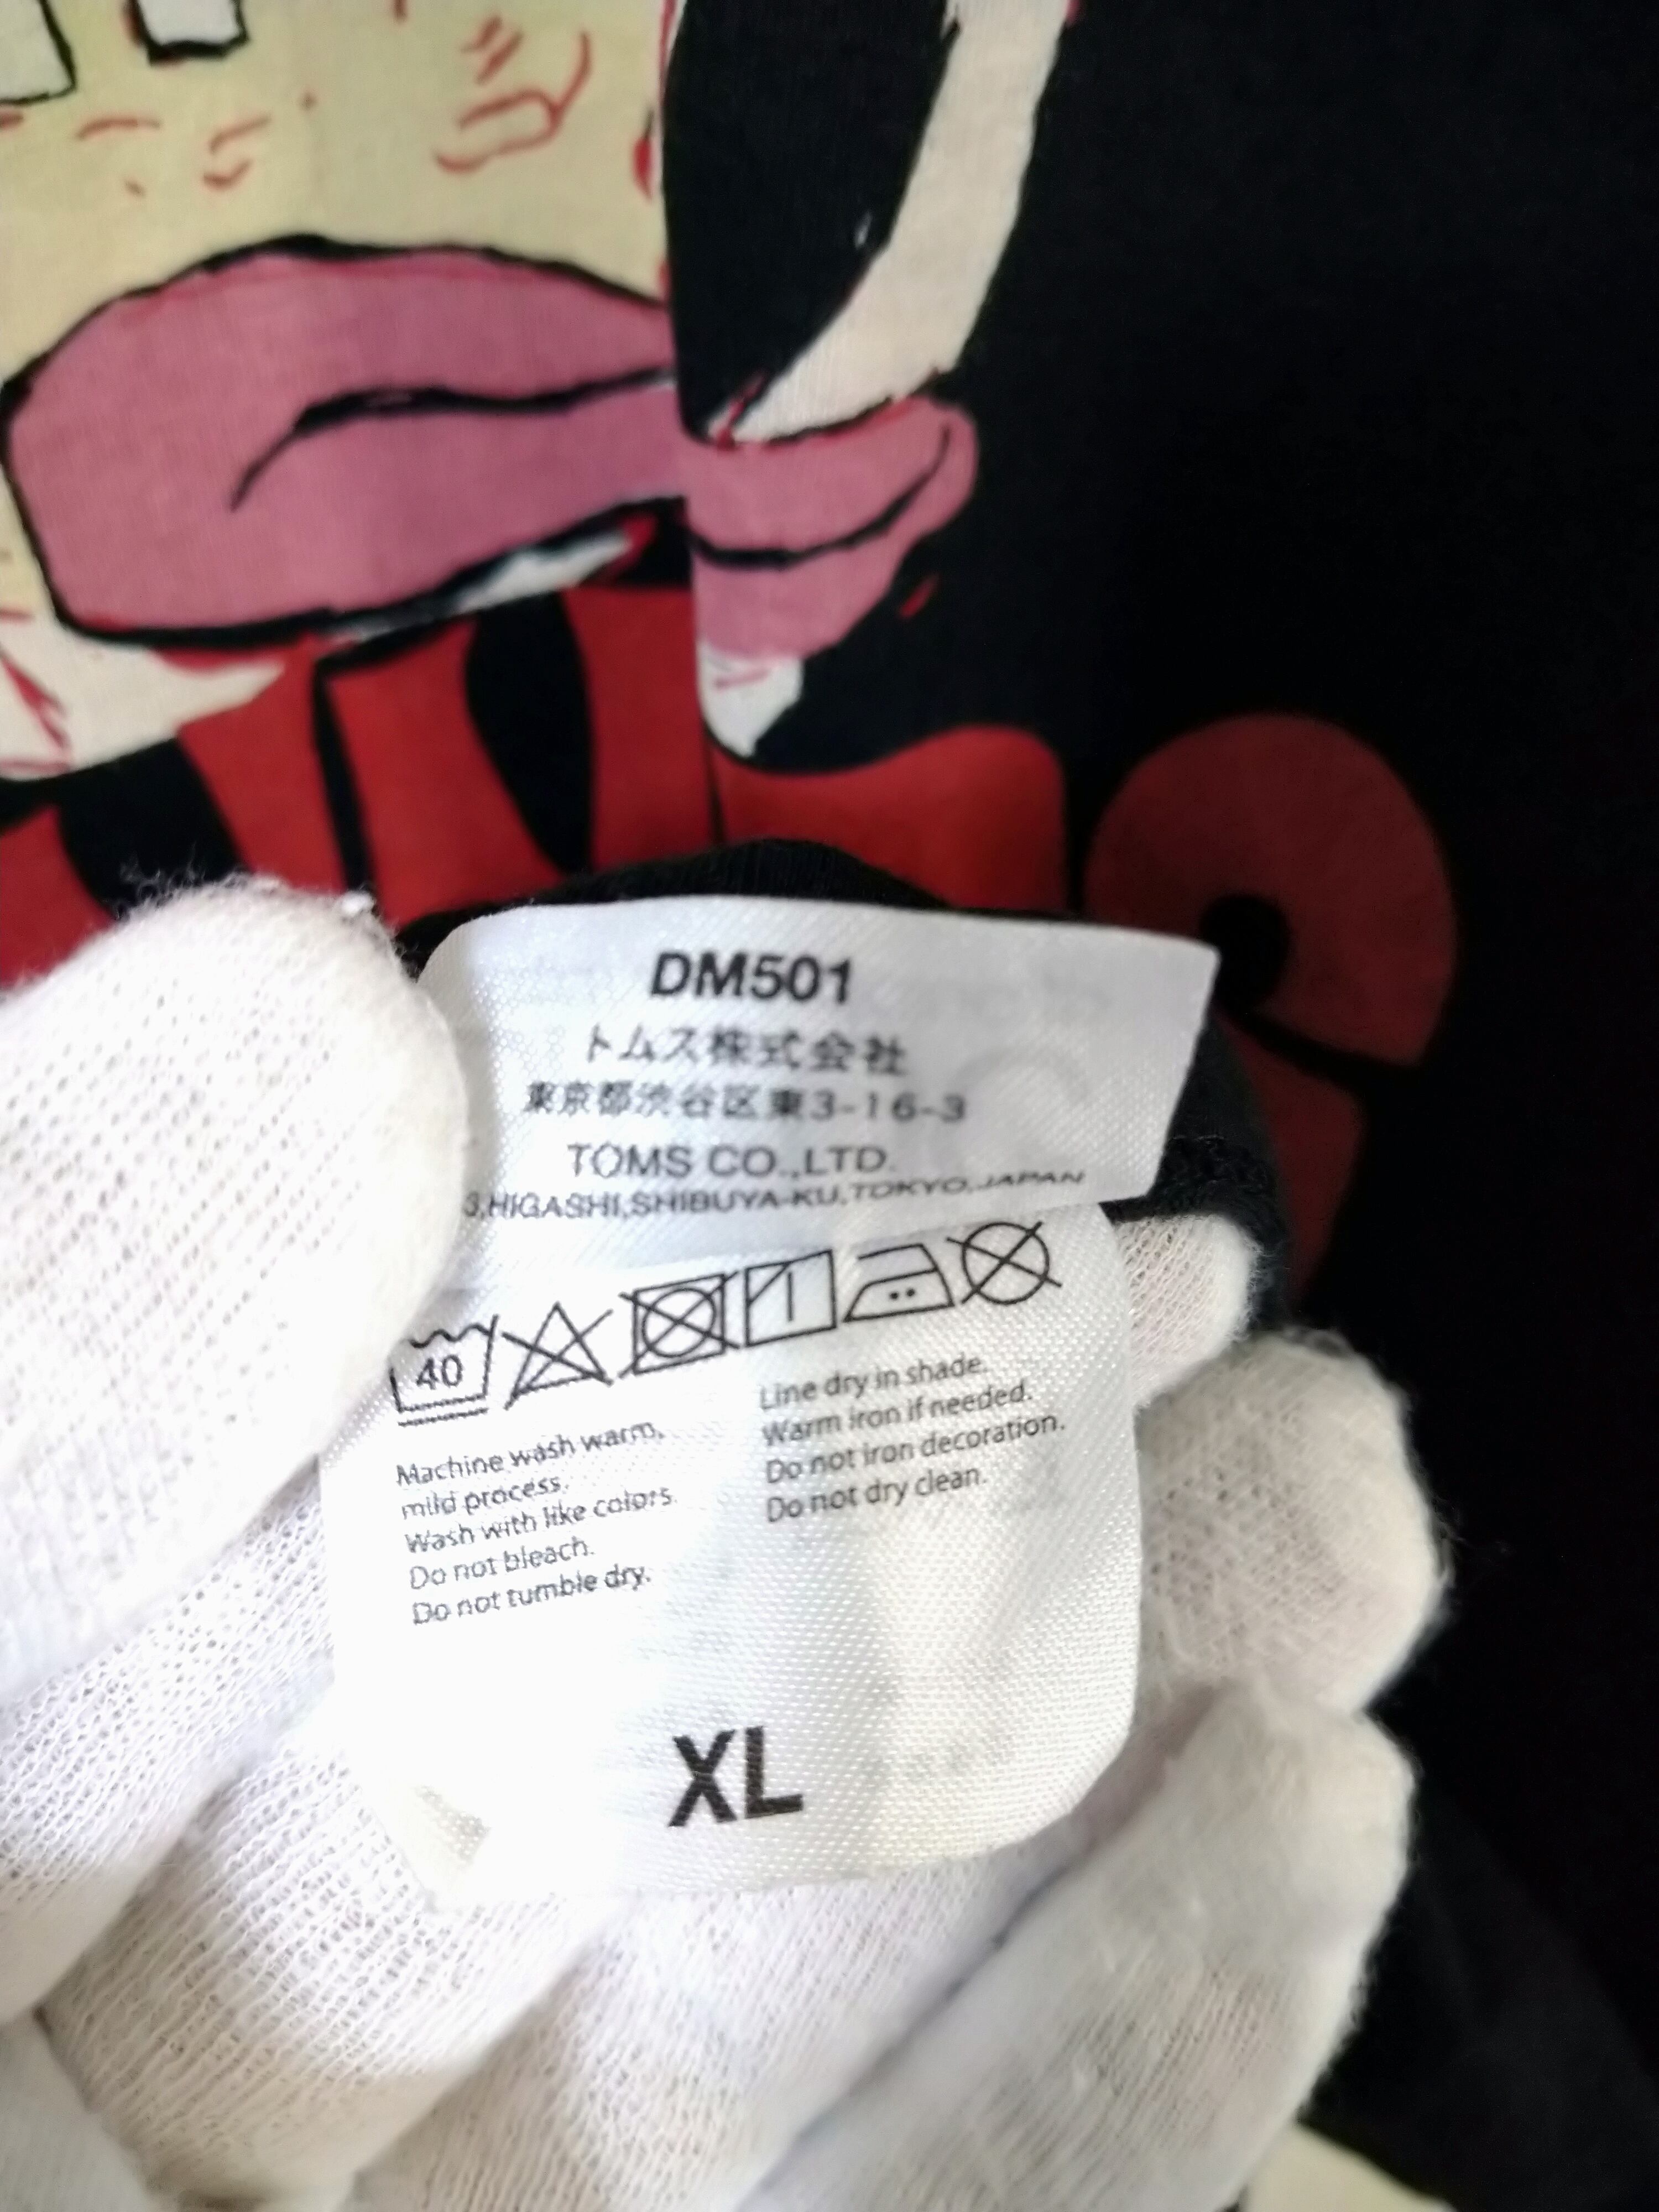 DM501
トムス株式会社
東京都渋谷区東3-16-3
TOMS CO.,LTD.
3,HIGASHI,SHIBUYA-KU,TOKYO,JAPAN
40
Machine wash warm,
mild process.
Wash with like colors.
Do not bleach.
Do not tumble dry.
Line dry in shade.
Warm iron if needed.
Do not iron decoration.
Do not dry clean.
XL